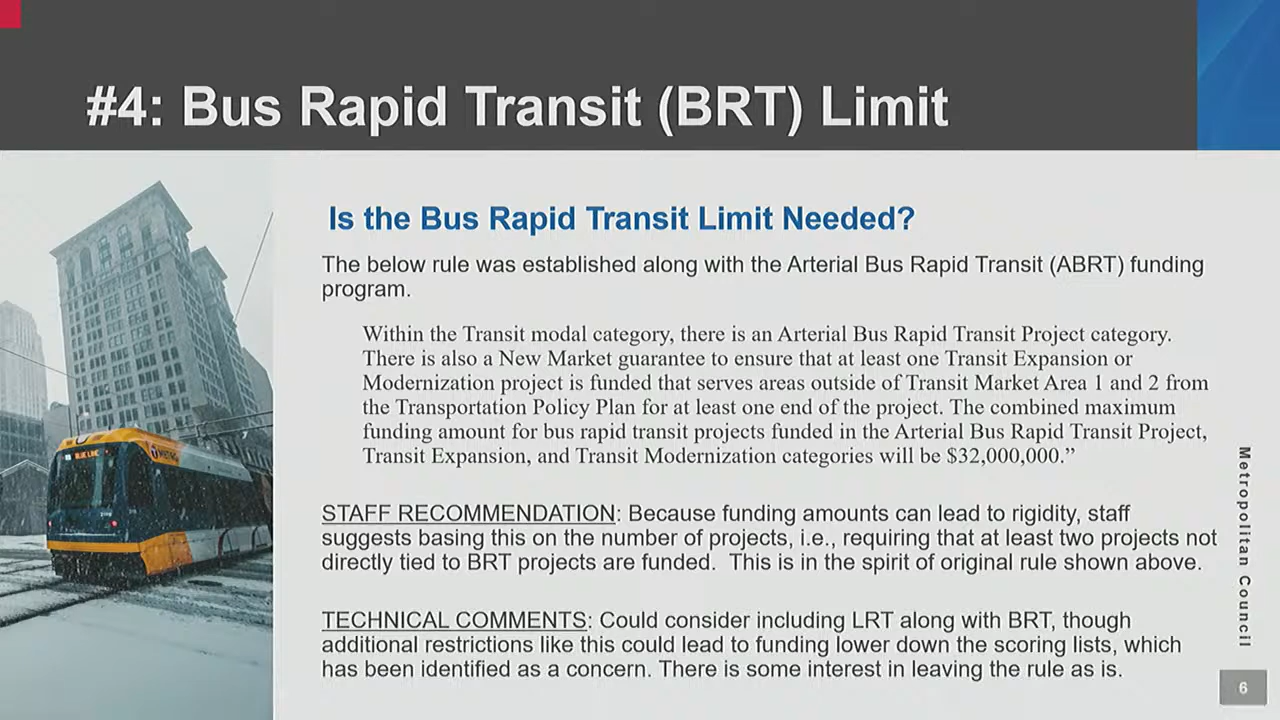 #4: Bus Rapid Transit (BRT) Limit
Is the Bus Rapid Transit Limit Needed?
The below rule was established along with the Arterial Bus Rapid Transit (ABRT) funding
program.
Within the Transit modal category, there is an Arterial Bus Rapid Transit Project category.
There is also a New Market guarantee to ensure that at least one Transit Expansion or
Modernization project is funded that serves areas outside of Transit Market Area 1 and 2 from
the Transportation Policy Plan for at least one end of the project. The combined maximum
funding amount for bus rapid transit projects funded in the Arterial Bus Rapid Transit Project,
Transit Expansion, and Transit Modernization categories will be $32,000,000.”
STAFF RECOMMENDATION: Because funding amounts can lead to rigidity, staff
suggests basing this on the number of projects, i.e., requiring that at least two projects not
directly tied to BRT projects are funded.  This is in the spirit of original rule shown above.
TECHNICAL COMMENTS: Could consider including LRT along with BRT, though
additional restrictions like this could lead to funding lower down the scoring lists, which
has been identified as a concern. There is some interest in leaving the rule as is.
Metropolitan Council
6
BLUE LINE